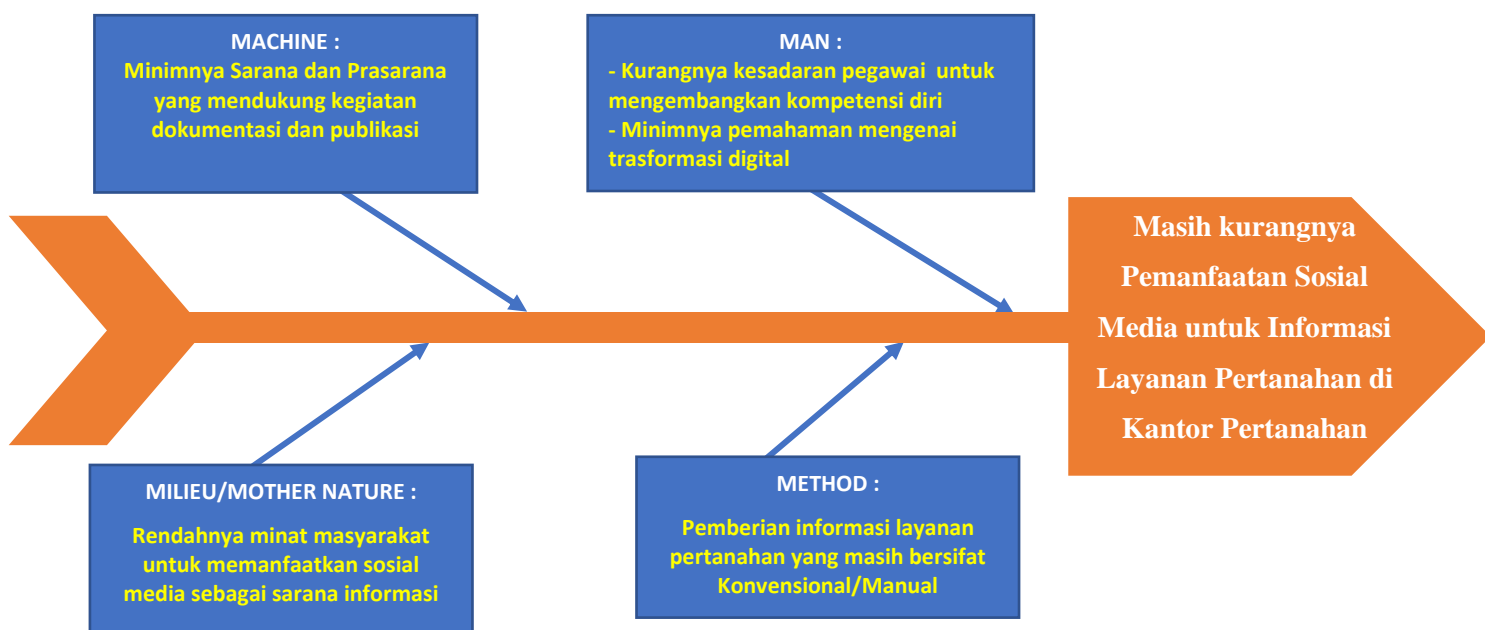 MACHINE :
Minimnya Sarana dan Prasarana
yang mendukung kegiatan
dokumentasi dan publikasi
MAN :
- Kurangnya kesadaran pegawai untuk
mengembangkan kompetensi diri
- Minimnya pemahaman mengenai
trasformasi digital
Masih kurangnya
Pemanfaatan Sosial
Media untuk Informasi
Layanan Pertanahan di
Kantor Pertanahan
MILIEU/MOTHER NATURE :
Rendahnya minat masyarakat
untuk memanfaatkan sosial
media sebagai sarana informasi
METHOD :
Pemberian informasi layanan
pertanahan yang masih bersifat
Konvensional/Manual